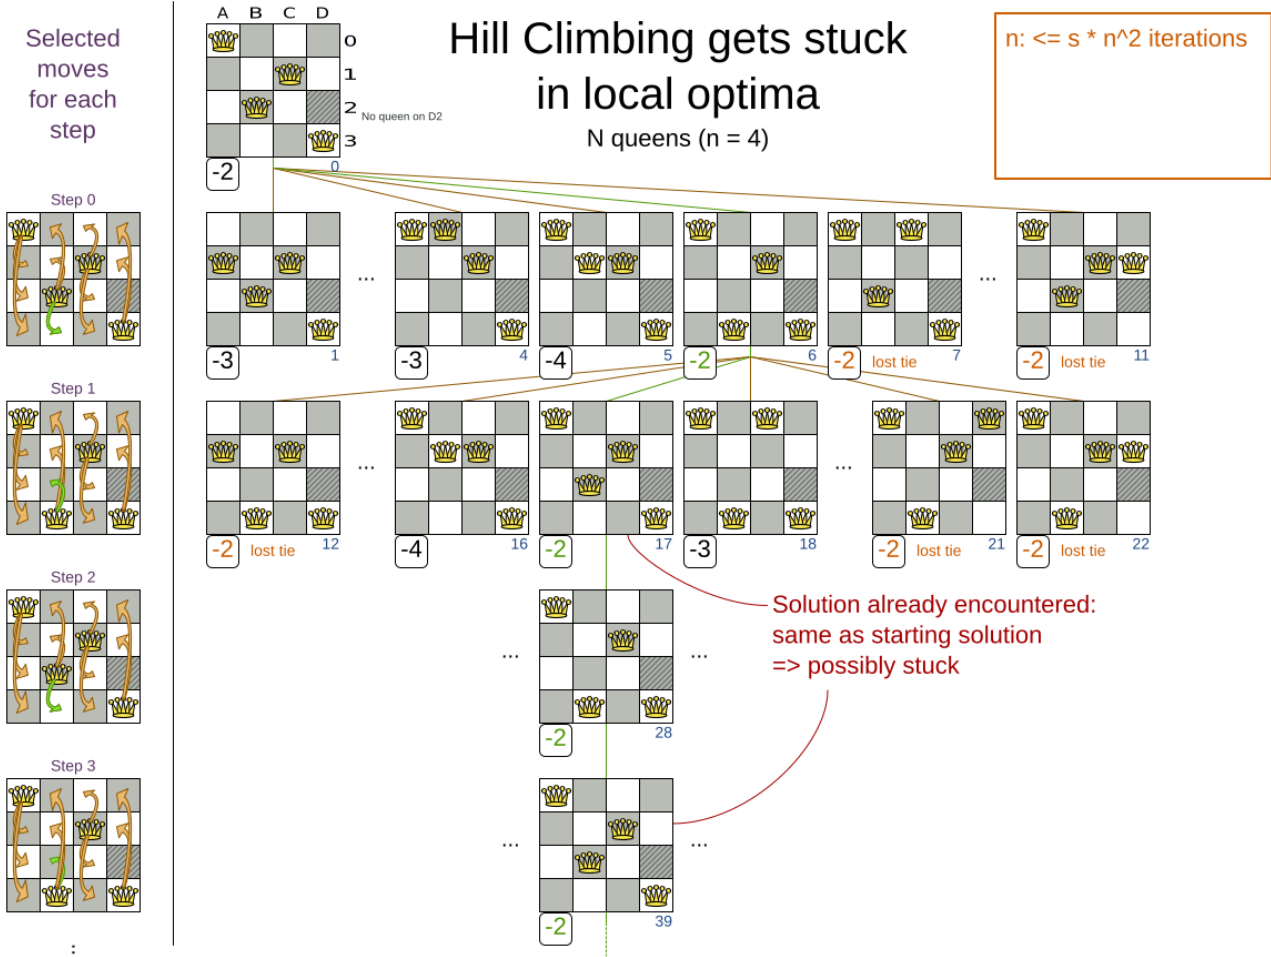 Selected
moves
for each
step
A B C D
0
1
2
3
No queen on D2
-2
0
Hill Climbing gets stuck
in local optima
N queens (n = 4)
n: <= s * n^2 iterations
Step 0
...
...
-3
1
-3
4
-4
5
-2
6
-2 lost tie 7
-2 lost tie 11
Step 1
...
...
-2 lost tie 12
-4
16
-2
17
-3
18
-2 lost tie 21
-2 lost tie 22
Step 2
...
...
-2
28
Solution already encountered:
same as starting solution
=> possibly stuck
Step 3
...
...
-2
39
: